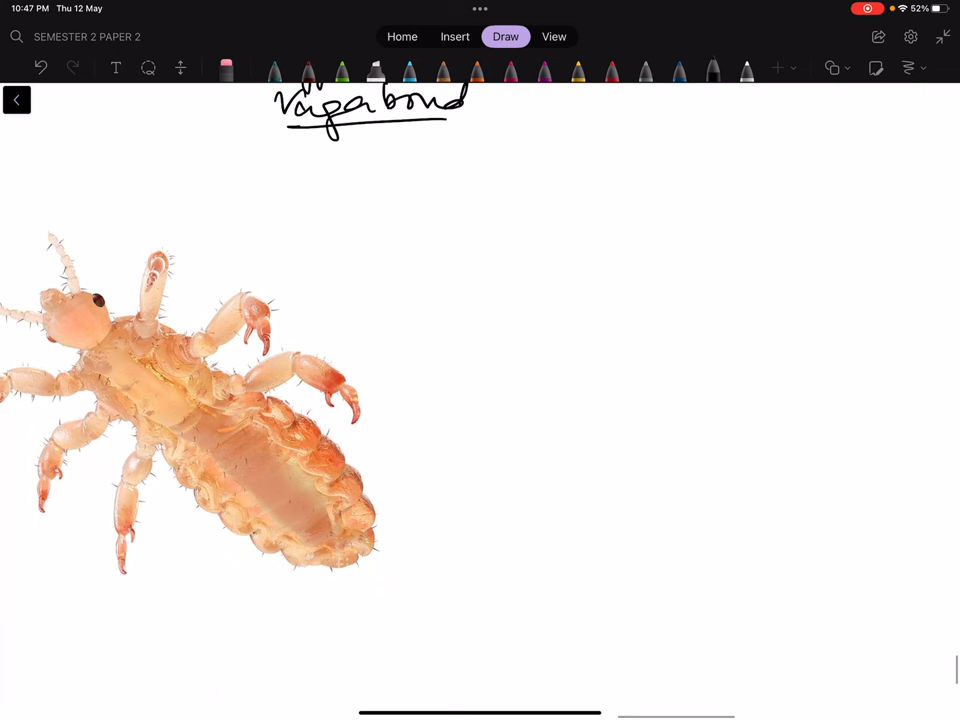 10:47 PM Thu 12 May
52%
SEMESTER 2 PAPER 2
Home Insert Draw View
T
vagabond